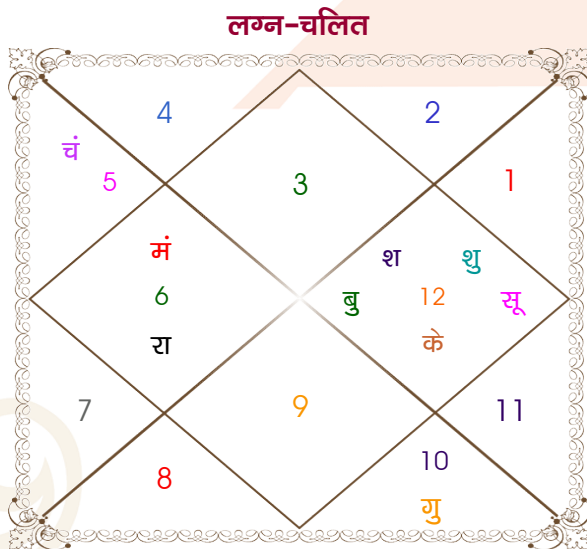 लग्न-चलित
4 2
चं
5 3 1
मं श शु
6 बु 12 सू
रा के
7 9 11
8 10
गु